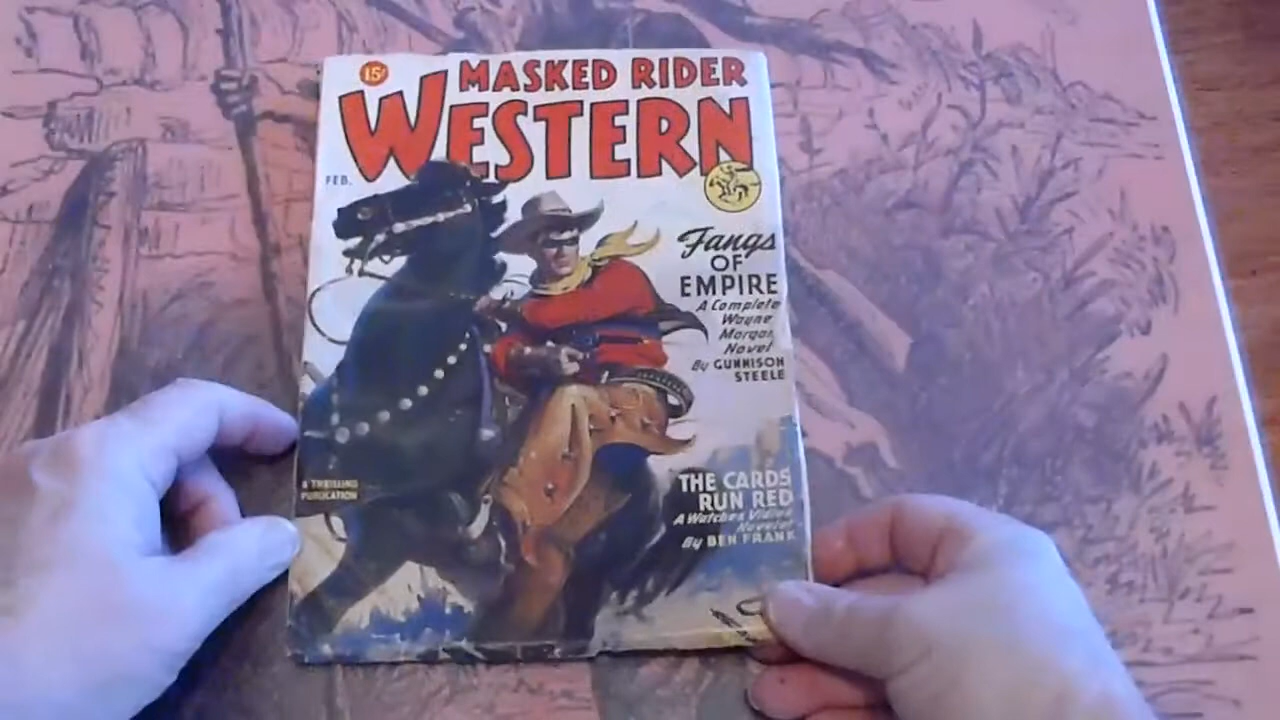 15¢
MASKED RIDER
WESTERN
FEB.
Fangs
OF
EMPIRE
A Complete
Wayne
Morgan
Novel
By GUNNISON
STEELE
A THRILLING
PUBLICATION
THE CARDS
RUN RED
A Watches Vidian
Novelet
By BEN FRANK